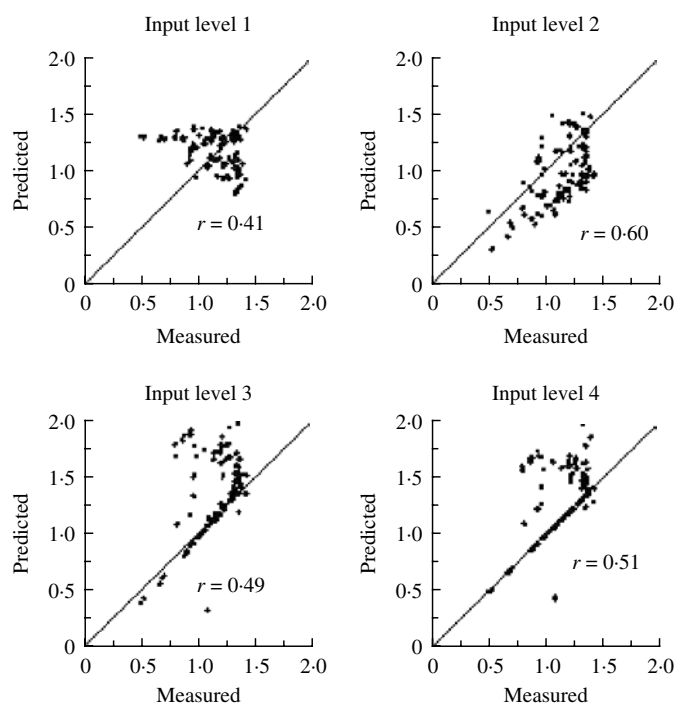 Input level 1
2·0
1·5
1·0
0·5
0
Predicted
r = 0·41
0 0·5 1·0 1·5 2·0
Measured
Input level 2
2·0
1·5
1·0
0·5
0
Predicted
r = 0·60
0 0·5 1·0 1·5 2·0
Measured
Input level 3
2·0
1·5
1·0
0·5
0
Predicted
r = 0·49
0 0·5 1·0 1·5 2·0
Measured
Input level 4
2·0
1·5
1·0
0·5
0
Predicted
r = 0·51
0 0·5 1·0 1·5 2·0
Measured